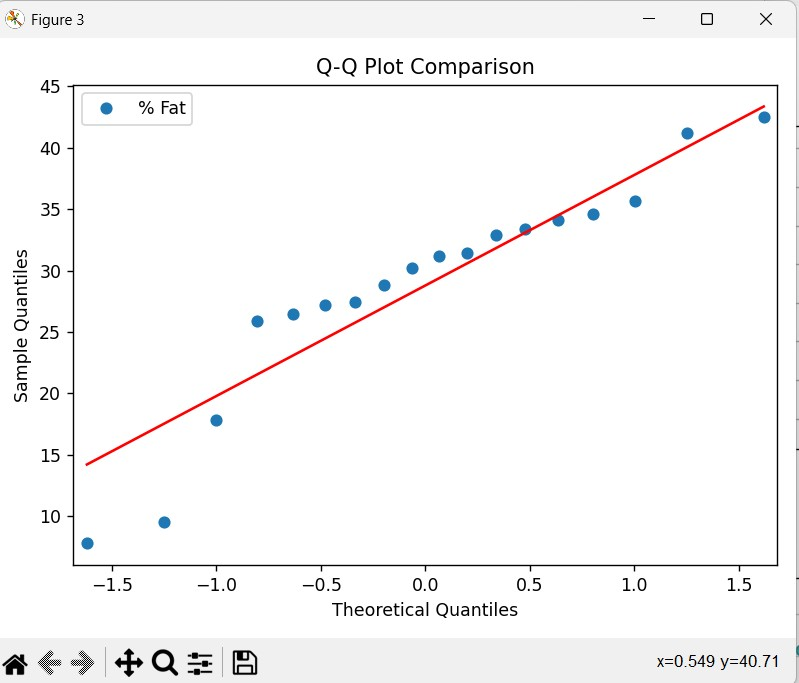 Figure 3
Q-Q Plot Comparison
% Fat
45
40
35
30
25
20
15
10
Sample Quantiles
−1.5 −1.0 −0.5 0.0 0.5 1.0 1.5
Theoretical Quantiles
x=0.549 y=40.71